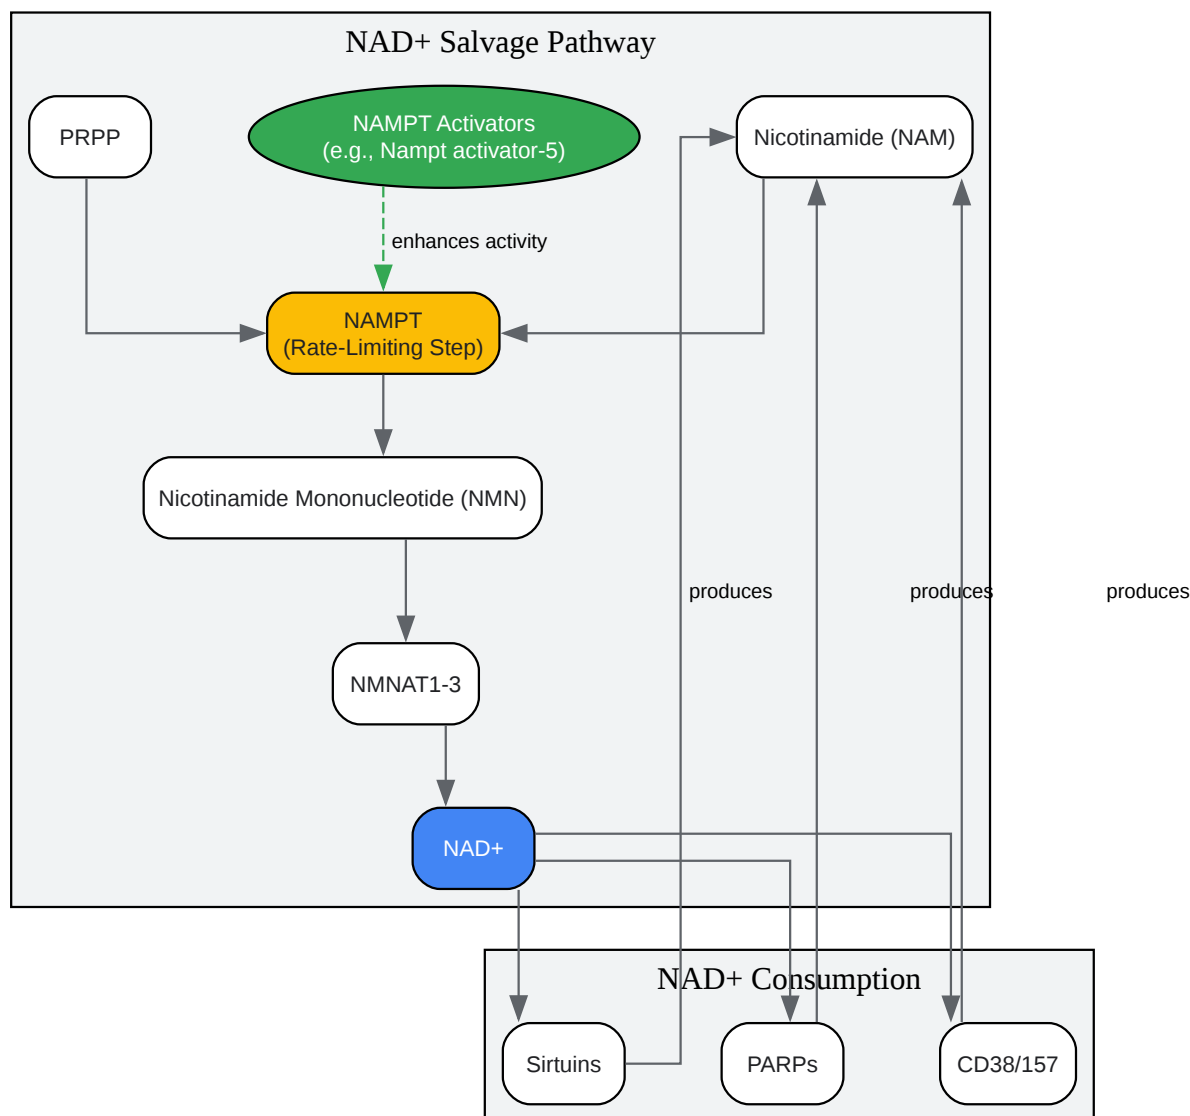 NAD+ Salvage Pathway
PRPP
NAMPT Activators
(e.g., Nampt activator-5)
Nicotinamide (NAM)
enhances activity
NAMPT
(Rate-Limiting Step)
Nicotinamide Mononucleotide (NMN)
produces
produces
produces
NMNAT1-3
NAD+
NAD+ Consumption
Sirtuins
PARPs
CD38/157